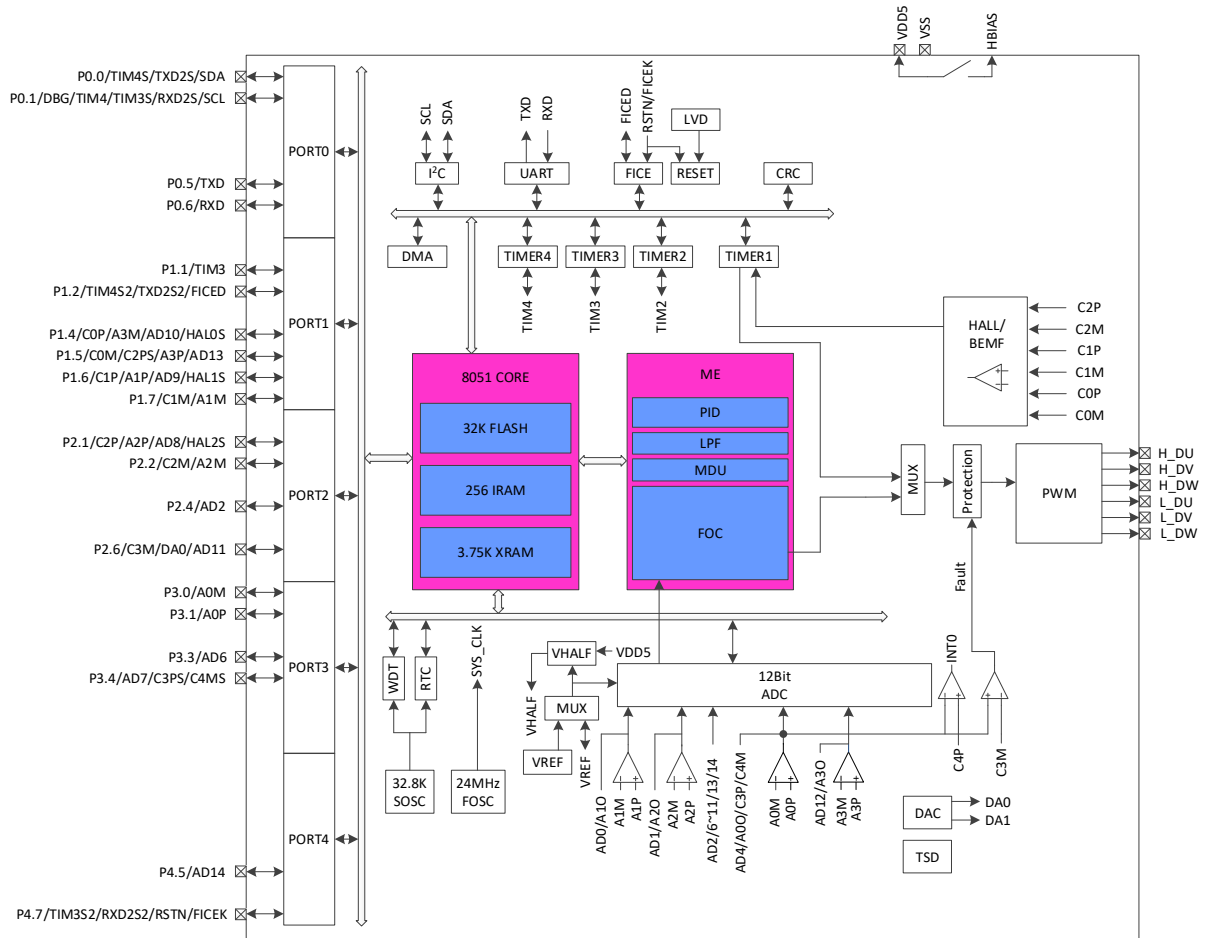 VDD5
VSS
HBIAS
P0.0/TIM4S/TXD2S/SDA
P0.1/DBG/TIM4/TIM3S/RXD2S/SCL
PORT0
P0.5/TXD
P0.6/RXD
P1.1/TIM3
P1.2/TIM4S2/TXD2S2/FICED
PORT1
P1.4/C0P/A3M/AD10/HAL0S
P1.5/C0M/C2PS/A3P/AD13
P1.6/C1P/A1P/AD9/HAL1S
P1.7/C1M/A1M
P2.1/C2P/A2P/AD8/HAL2S
P2.2/C2M/A2M
PORT2
P2.4/AD2
P2.6/C3M/DA0/AD11
P3.0/A0M
P3.1/A0P
PORT3
P3.3/AD6
P3.4/AD7/C3PS/C4MS
PORT4
P4.5/AD14
P4.7/TIM3S2/RXD2S2/RSTN/FICEK
SCL
SDA
TXD
RXD
FICED
RSTN/FICEK
LVD
I²C
UART
FICE
RESET
CRC
DMA
TIMER4
TIMER3
TIMER2
TIMER1
TIM4
TIM3
TIM2
HALL/
BEMF
C2P
C2M
C1P
C1M
C0P
C0M
8051 CORE
32K FLASH
256 IRAM
3.75K XRAM
ME
PID
LPF
MDU
FOC
MUX
Protection
PWM
H_DU
H_DV
H_DW
L_DU
L_DV
L_DW
Fault
WDT
RTC
SYS_CLK
32.8K
SOSC
24MHz
FOSC
VHALF
VDD5
VHALF
MUX
VREF
VREF
12Bit
ADC
INT0
AD0/A1O
A1M
A1P
AD1/A2O
A2M
A2P
AD2/6~11/13/14
AD4/A0O/C3P/C4M
A0M
A0P
AD12/A3O
A3M
A3P
C4P
C3M
DAC
DA0
DA1
TSD